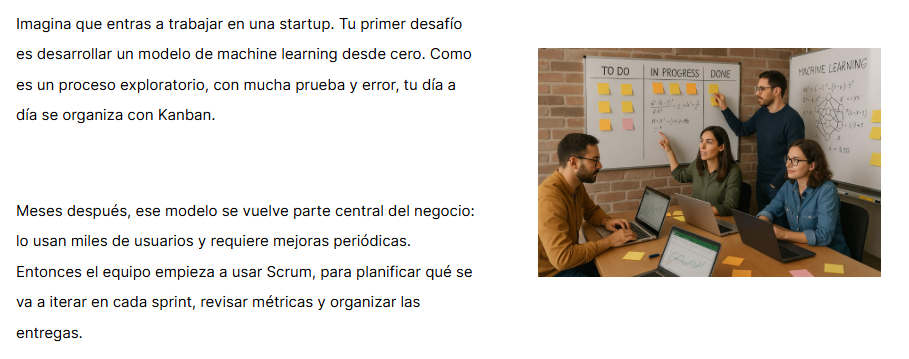 Imagina que entras a trabajar en una startup. Tu primer desafío
es desarrollar un modelo de machine learning desde cero. Como
es un proceso exploratorio, con mucha prueba y error, tu día a
día se organiza con Kanban.
Meses después, ese modelo se vuelve parte central del negocio:
lo usan miles de usuarios y requiere mejoras periódicas.
Entonces el equipo empieza a usar Scrum, para planificar qué se
va a iterar en cada sprint, revisar métricas y organizar las
entregas.
TO DO
IN PROGRESS
DONE
MACHINE LEARNING